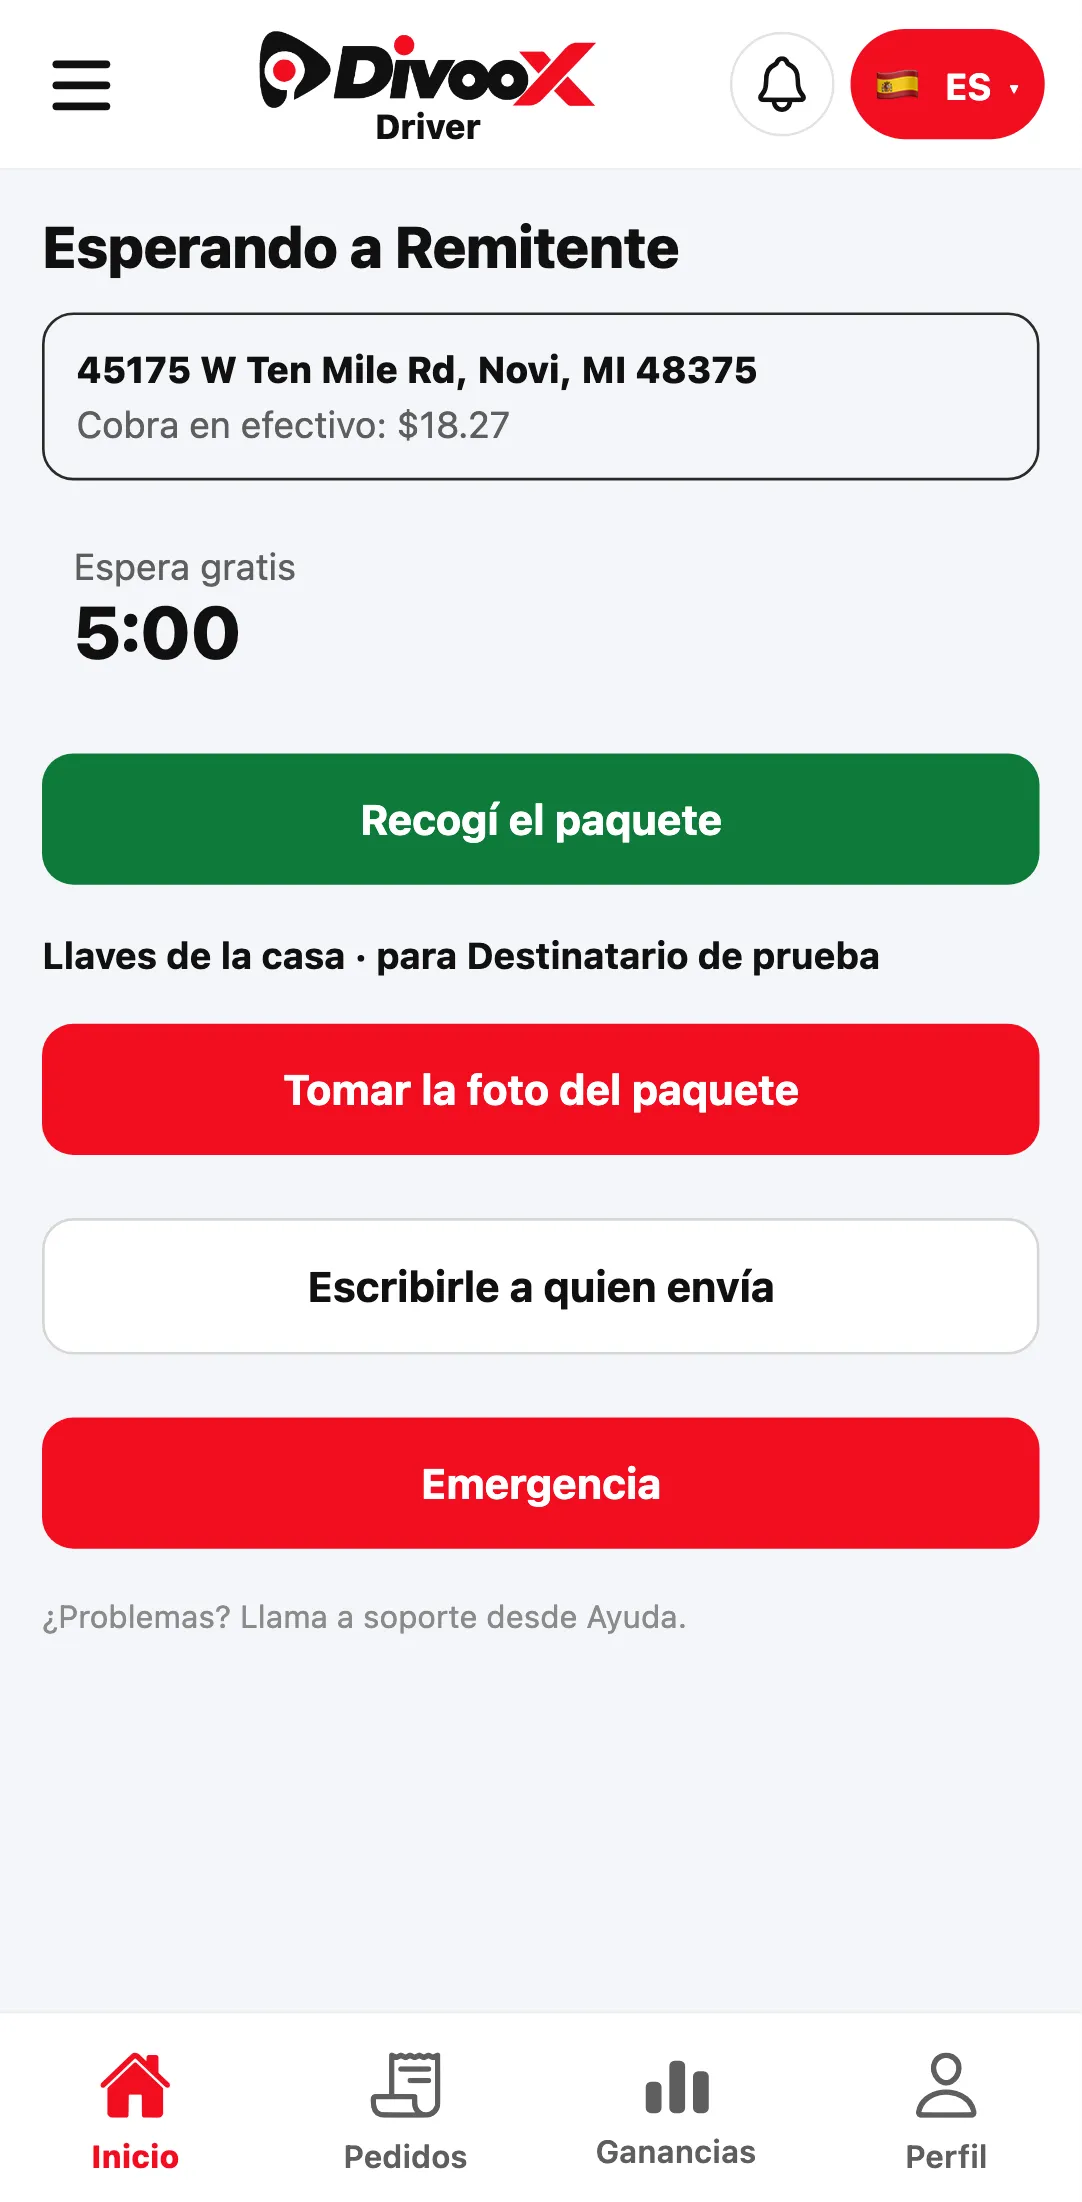 DivooX
Driver
ES
Esperando a Remitente
45175 W Ten Mile Rd, Novi, MI 48375
Cobra en efectivo: $18.27
Espera gratis
5:00
Recogí el paquete
Llaves de la casa · para Destinatario de prueba
Tomar la foto del paquete
Escribirle a quien envía
Emergencia
¿Problemas? Llama a soporte desde Ayuda.
Inicio
Pedidos
Ganancias
Perfil